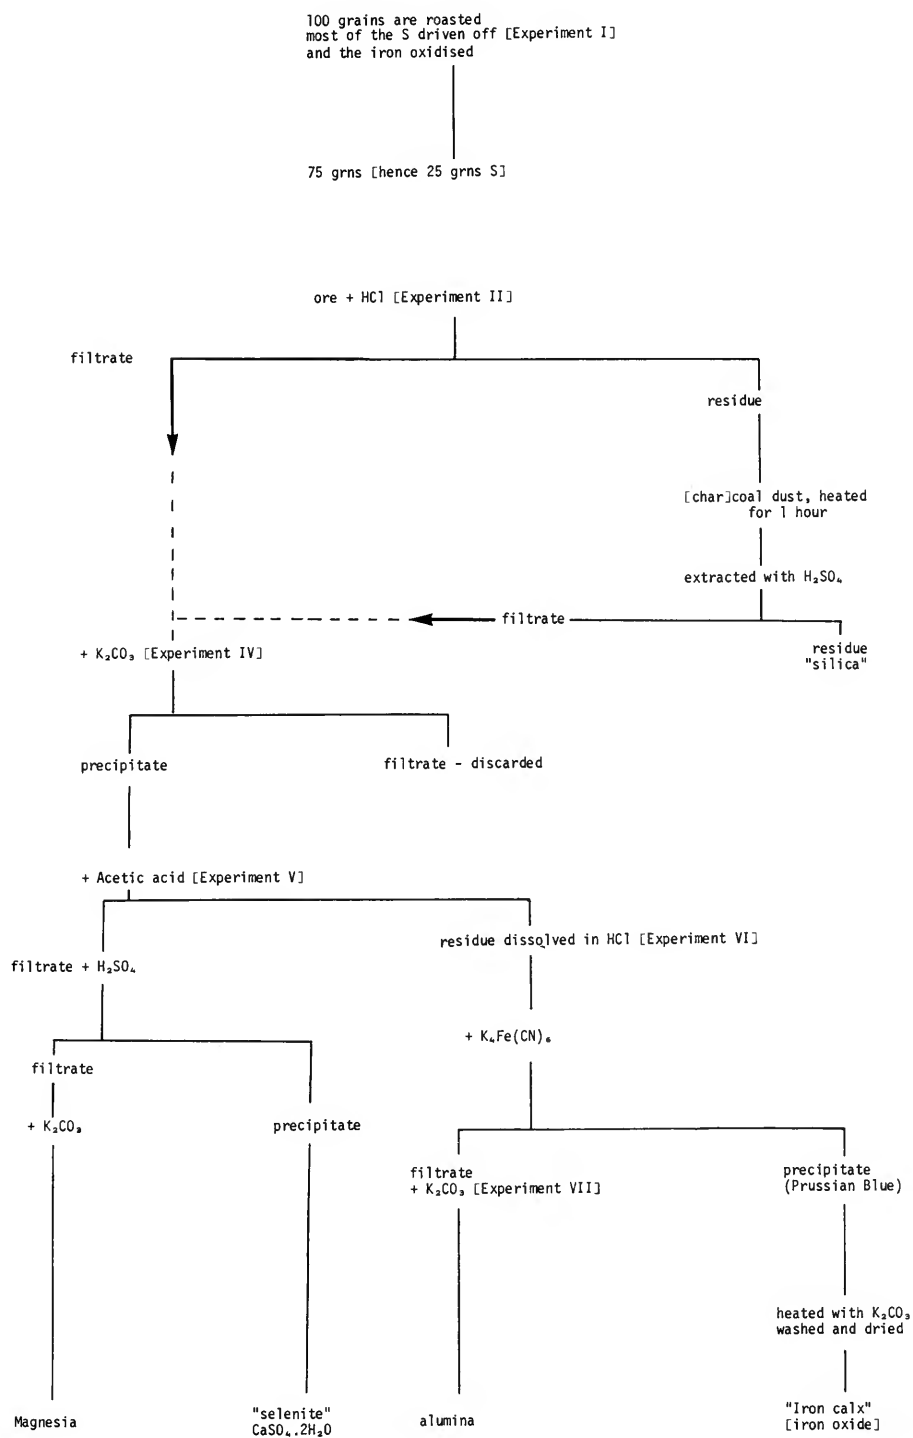 100 grains are roasted
most of the S driven off [Experiment I]
and the iron oxidised
75 grns [hence 25 grns S]
ore + HCl [Experiment II]
filtrate
residue
[char]coal dust, heated
for 1 hour
extracted with H₂SO₄
filtrate
residue
"silica"
+ K₂CO₃ [Experiment IV]
precipitate
filtrate - discarded
+ Acetic acid [Experiment V]
residue dissolved in HCl [Experiment VI]
filtrate + H₂SO₄
+ K₄Fe(CN)₆
filtrate
+ K₂CO₃
precipitate
filtrate
+ K₂CO₃ [Experiment VII]
precipitate
(Prussian Blue)
heated with K₂CO₃
washed and dried
Magnesia
"selenite"
CaSO₄.2H₂O
alumina
"Iron calx"
[iron oxide]